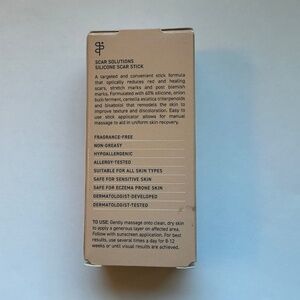 SCAR SOLUTIONS
SILICONE SCAR STICK
A targeted and convenient stick formula
that optically reduces red and healing
scars, stretch marks and post blemish
marks. Formulated with 60% silicone, onion
bulb ferment, centella asiatica triterpenoids
and bisabolol that remodels the skin to
improve texture and discoloration. Easy to
use stick applicator allows for manual
massage to aid in uniform skin recovery.
FRAGRANCE-FREE
NON-GREASY
HYPOALLERGENIC
ALLERGY-TESTED
SUITABLE FOR ALL SKIN TYPES
SAFE FOR SENSITIVE SKIN
SAFE FOR ECZEMA PRONE SKIN
DERMATOLOGIST-DEVELOPED
DERMATOLOGIST-TESTED
TO USE: Gently massage onto clean, dry skin
to apply a generous layer on affected area.
Follow with sunscreen application. For best
results, use several times a day for 8-12
weeks or until visual results are achieved.